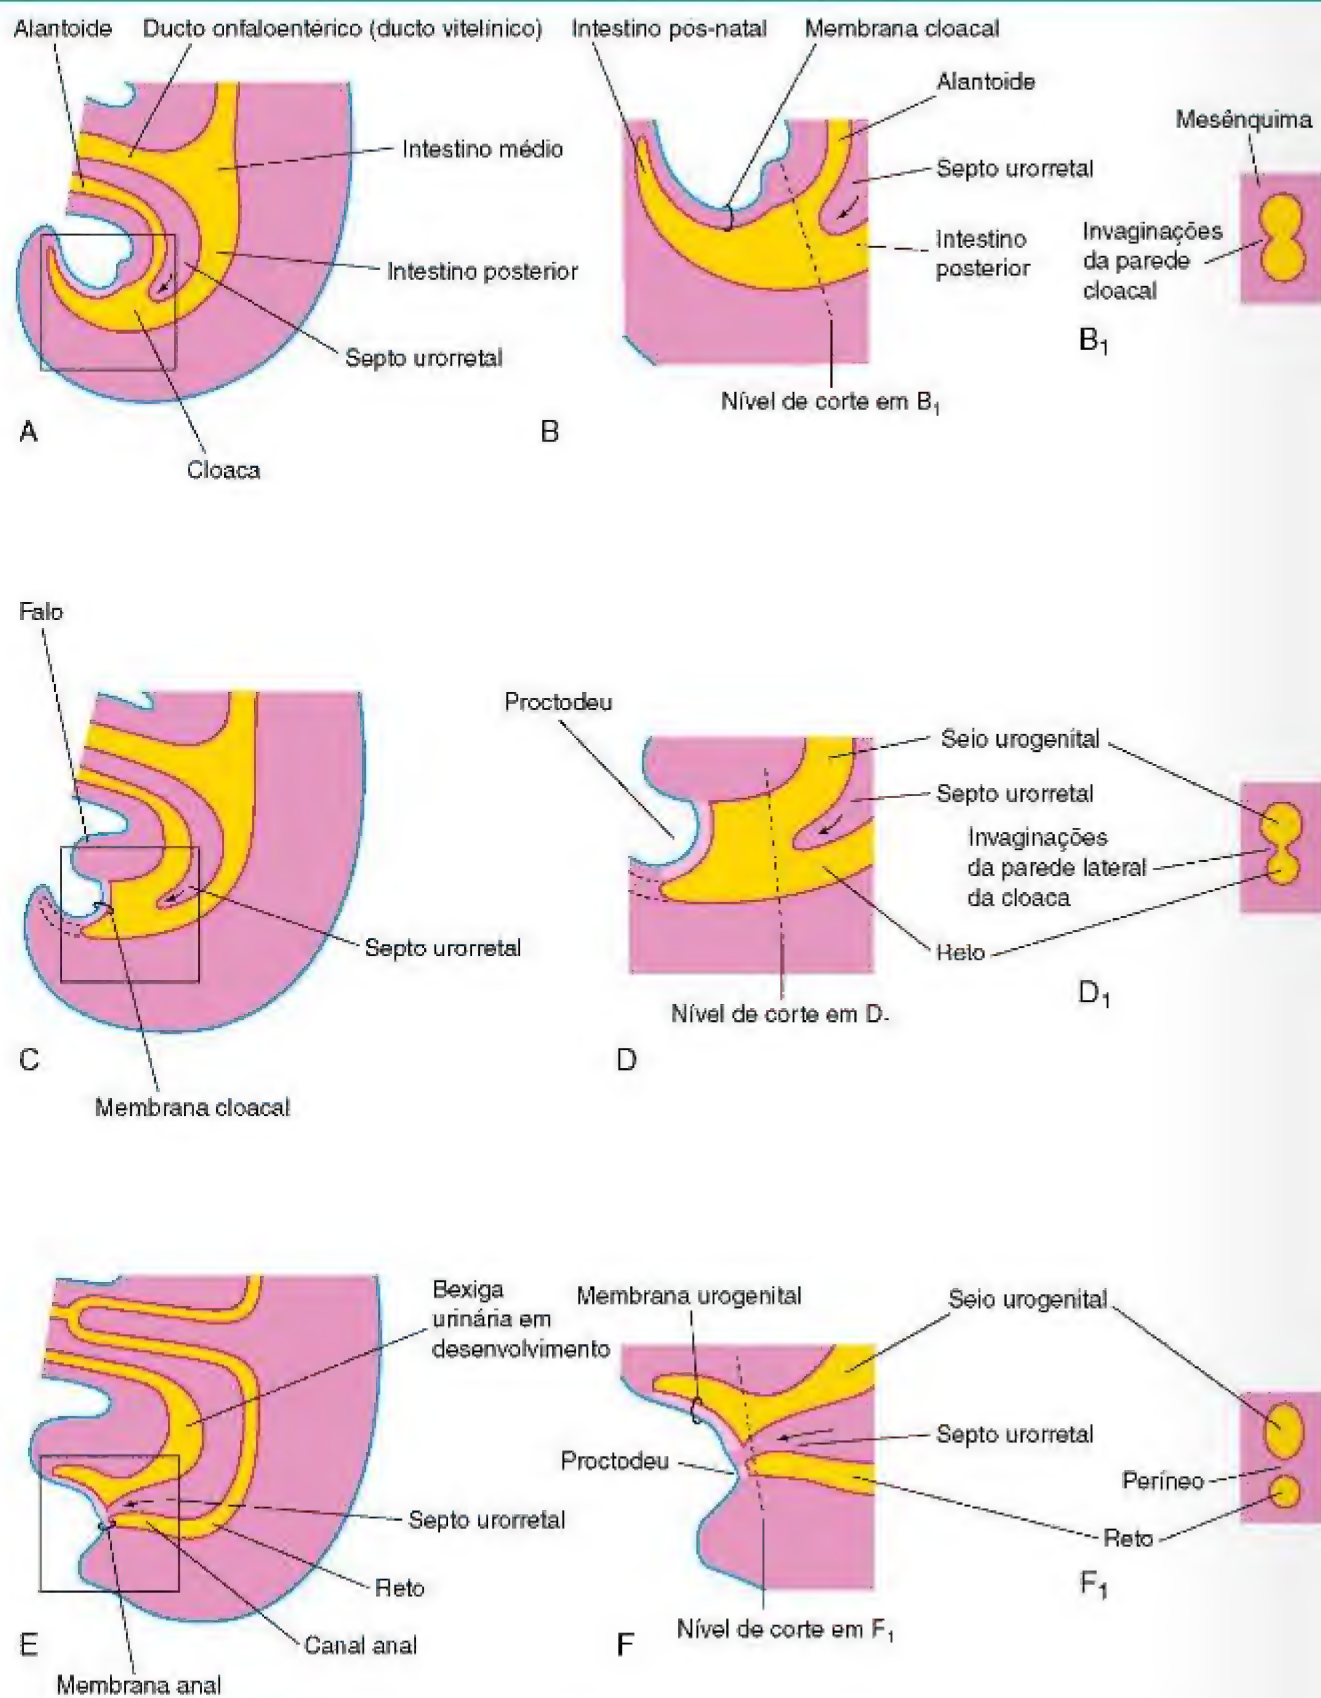 Alantoide
Ducto onfaloentérico (ducto vitelínico)
Intestino médio
Intestino posterior
Septo urorretal
Cloaca
A
Intestino pós-natal
Membrana cloacal
Alantoide
Septo urorretal
Intestino
posterior
Nível de corte em B1
B
Mesênquima
Invaginações
da parede
cloacal
B1
Falo
Septo urorretal
Membrana cloacal
C
Proctodeu
Seio urogenital
Septo urorretal
Invaginações
da parede lateral
da cloaca
Reto
Nível de corte em D-
D
D1
Bexiga
urinária em
desenvolvimento
Septo urorretal
Reto
Canal anal
Membrana anal
E
Membrana urogenital
Seio urogenital
Septo urorretal
Proctodeu
Períneo
Reto
Nível de corte em F1
F
F1